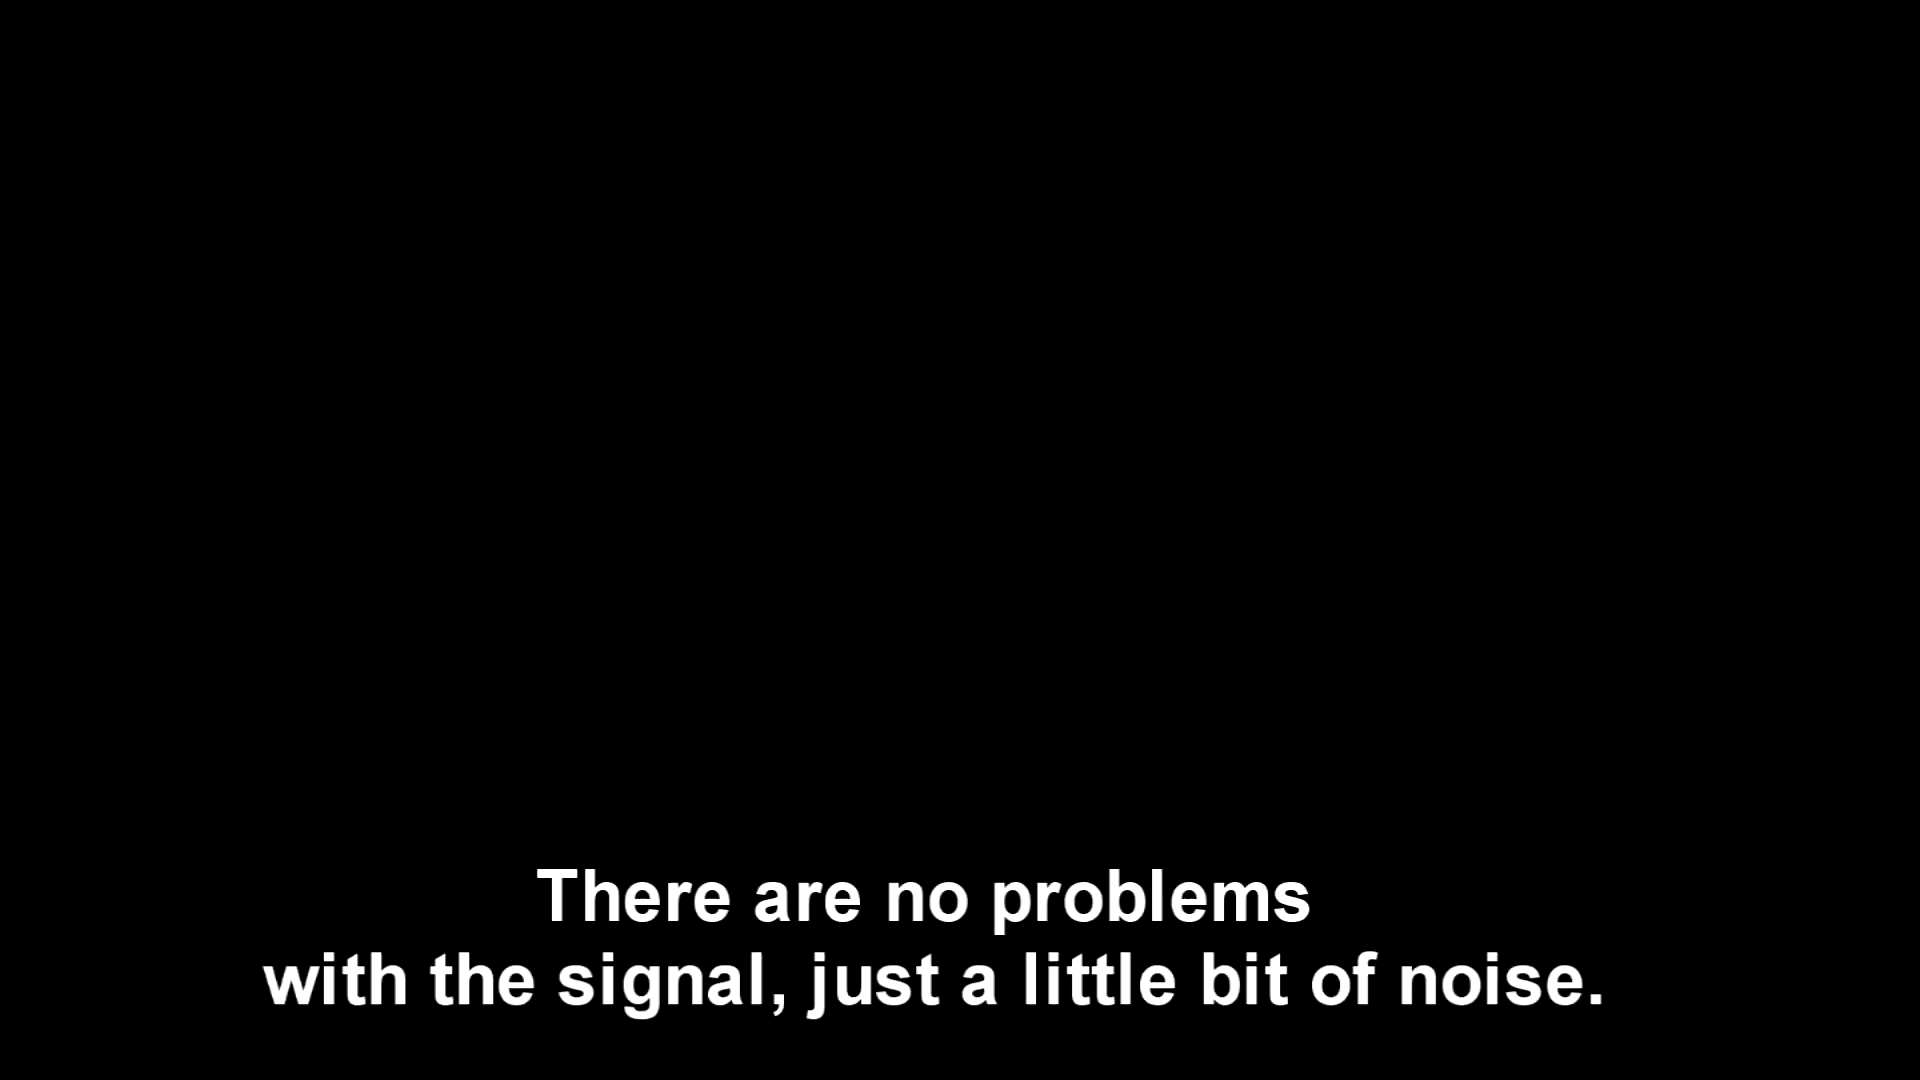 There are no problems
with the signal, just a little bit of noise.